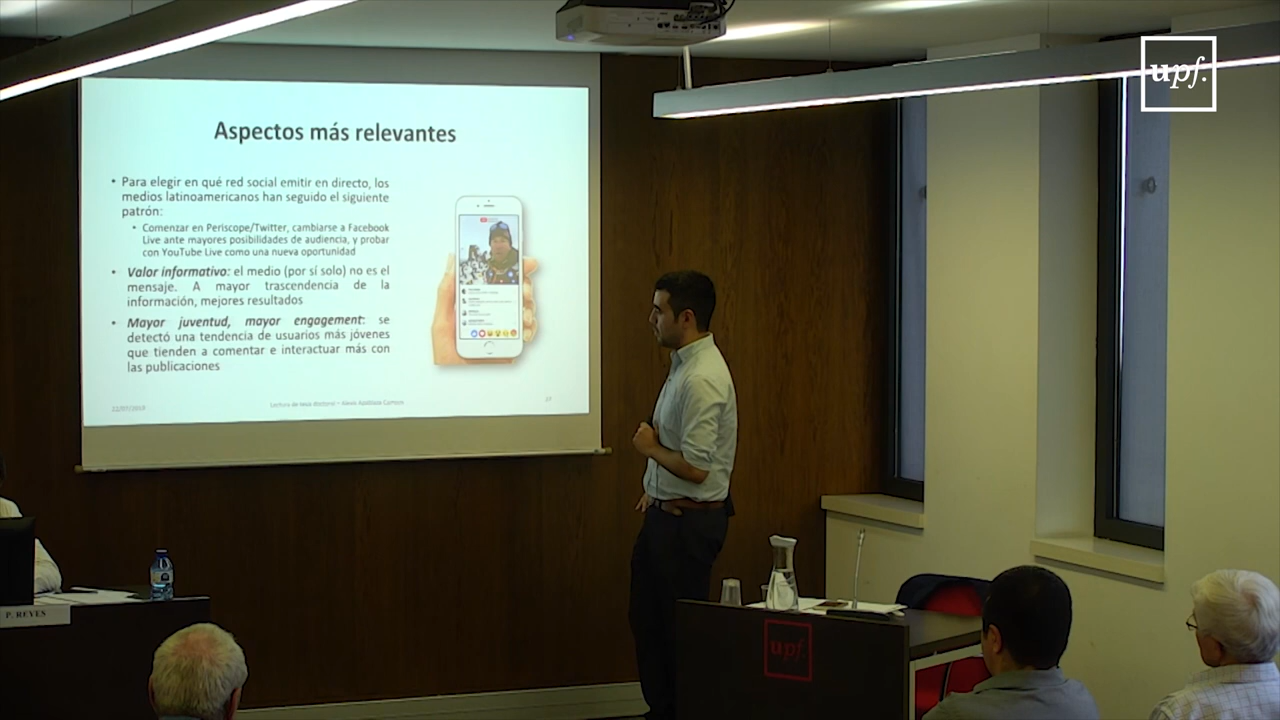 upf.
Aspectos más relevantes
• Para elegir en qué red social emitir en directo, los
medios latinoamericanos han seguido el siguiente
patrón:
• Comenzar en Periscope/Twitter, cambiarse a Facebook
Live ante mayores posibilidades de audiencia, y probar
con YouTube Live como una nueva oportunidad
• Valor informativo: el medio (por sí solo) no es el
mensaje. A mayor trascendencia de la
información, mejores resultados
• Mayor juventud, mayor engagement: se
detectó una tendencia de usuarios más jóvenes
que tienden a comentar e interactuar más con
las publicaciones
Lectura de tesis doctoral –
P. REYES
upf.